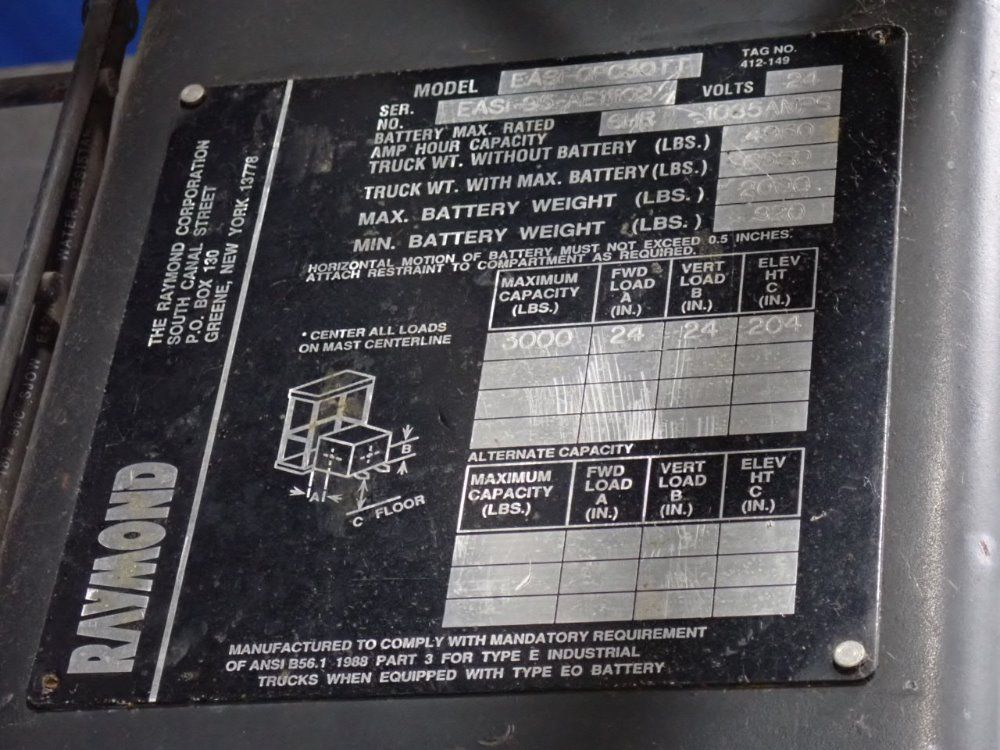 TAG NO.
412-149
MODEL
VOLTS 24
SER.
NO.
BATTERY MAX. RATED
AMP HOUR CAPACITY 6HR 1085AMPS
TRUCK WT. WITHOUT BATTERY (LBS.)
TRUCK WT. WITH MAX. BATTERY (LBS.)
MAX. BATTERY WEIGHT (LBS.)
MIN. BATTERY WEIGHT (LBS.) 920
HORIZONTAL MOTION OF BATTERY MUST NOT EXCEED 0.5 INCHES.
ATTACH RESTRAINT TO COMPARTMENT AS REQUIRED.
MAXIMUM CAPACITY (LBS.) FWD LOAD A (IN.) VERT LOAD B (IN.) ELEV HT C (IN.)
3000 24 24 204
THE RAYMOND CORPORATION
SOUTH CANAL STREET
P.O. BOX 130
GREENE, NEW YORK 13778
• CENTER ALL LOADS
ON MAST CENTERLINE
B
A
C FLOOR
ALTERNATE CAPACITY
MAXIMUM CAPACITY (LBS.) FWD LOAD A (IN.) VERT LOAD B (IN.) ELEV HT C (IN.)
RAYMOND
MANUFACTURED TO COMPLY WITH MANDATORY REQUIREMENT
OF ANSI B56.1 1988 PART 3 FOR TYPE E INDUSTRIAL
TRUCKS WHEN EQUIPPED WITH TYPE EO BATTERY